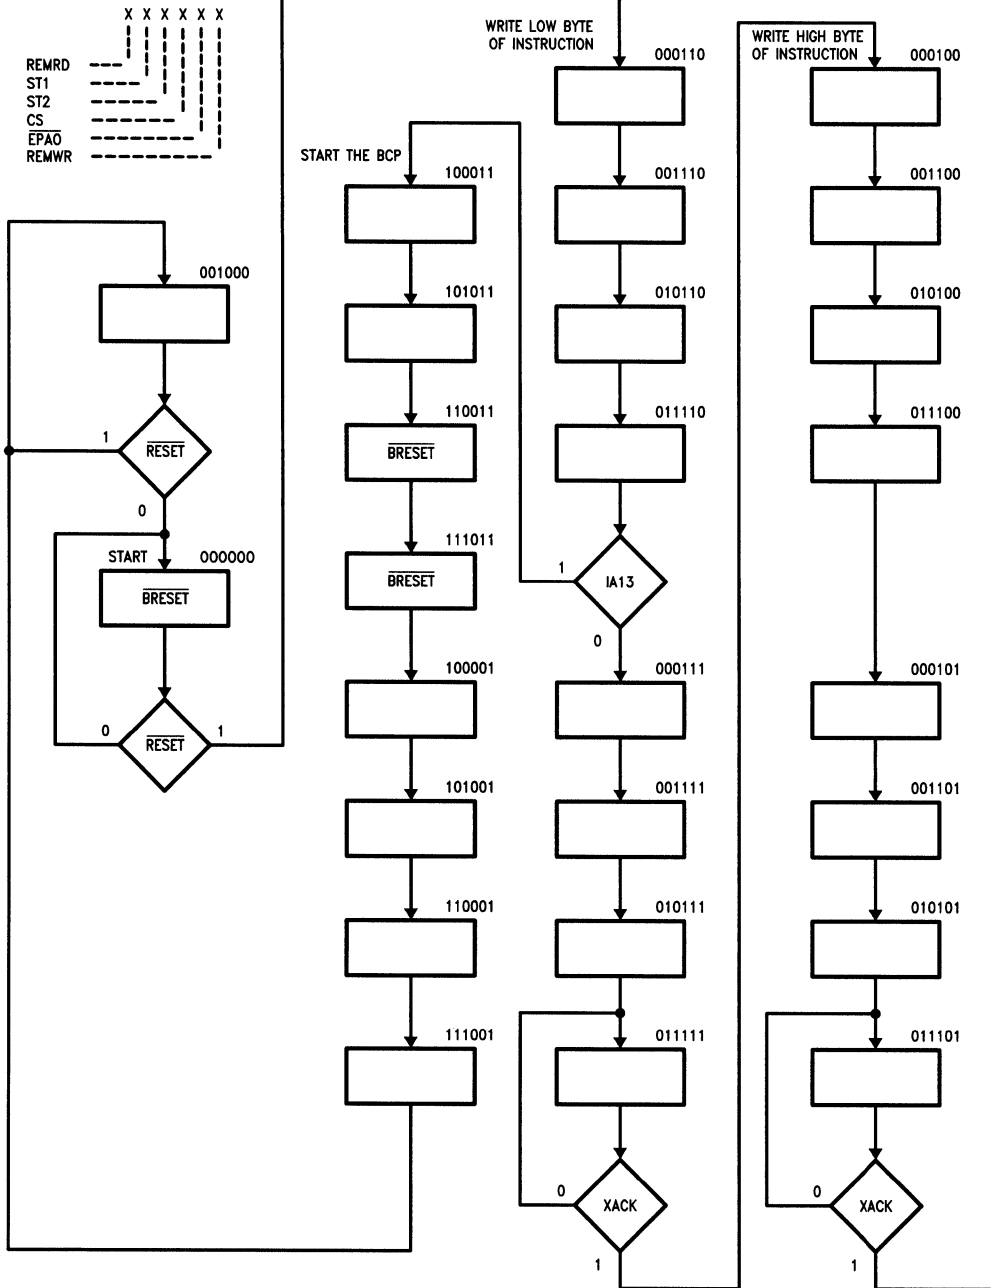 X X X X X X
REMRD
ST1
ST2
CS
EPAO
REMWR
001000
RESET
1
0
START
000000
BRESET
RESET
0
1
START THE BCP
100011
101011
110011
BRESET
111011
BRESET
100001
101001
110001
111001
WRITE LOW BYTE
OF INSTRUCTION
000110
001110
010110
011110
IA13
1
0
000111
001111
010111
011111
XACK
0
1
WRITE HIGH BYTE
OF INSTRUCTION
000100
001100
010100
011100
000101
001101
010101
011101
XACK
0
1